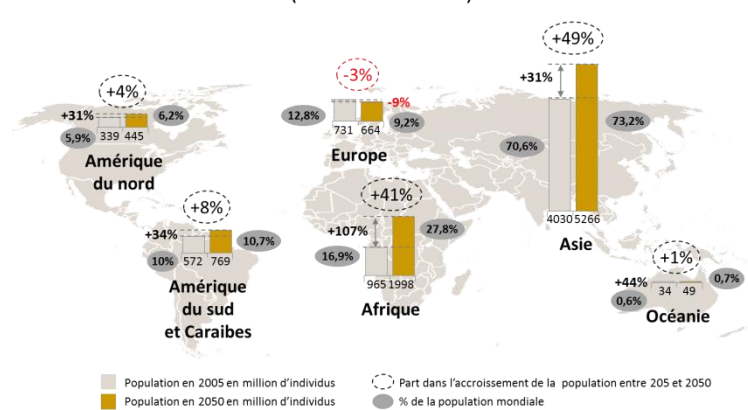 +49%
+4%
-3%
+31%
+31% 6,2%
-9%
12,8%
339 445
731 664
9,2%
73,2%
5,9%
70,6%
Amérique
du nord
Europe
+41%
+8%
+107% 27,8%
4030 5266
+34% 10,7%
Asie
16,9%
+1%
10% 572 769
965 1998
+44% 0,7%
34 49
0,6%
Amérique
du sud
et Caraibes
Afrique
Océanie
Population en 2005 en million d'individus
Part dans l'accroissement de la population entre 205 et 2050
Population en 2050 en million d'individus
% de la population mondiale